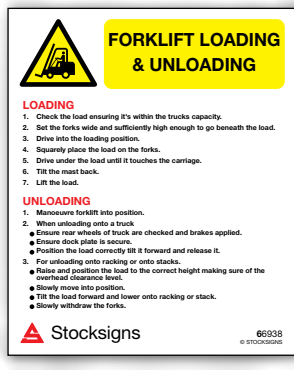 FORKLIFT LOADING
& UNLOADING
LOADING
1. Check the load ensuring it's within the trucks capacity.
2. Set the forks wide and sufficiently high enough to go beneath the load.
3. Drive into the loading position.
4. Squarely place the load on the forks.
5. Drive under the load until it touches the carriage.
6. Tilt the mast back.
7. Lift the load.
UNLOADING
1. Manoeuvre forklift into position.
2. When unloading onto a truck
● Ensure rear wheels of truck are checked and brakes applied.
● Ensure dock plate is secure.
● Position the load correctly tilt it forward and release it.
3. For unloading onto racking or onto stacks.
● Raise and position the load to the correct height making sure of the
overhead clearance level.
● Slowly move into position.
● Tilt the load forward and lower onto racking or stack.
● Slowly withdraw the forks.
Stocksigns
66938
© STOCKSIGNS